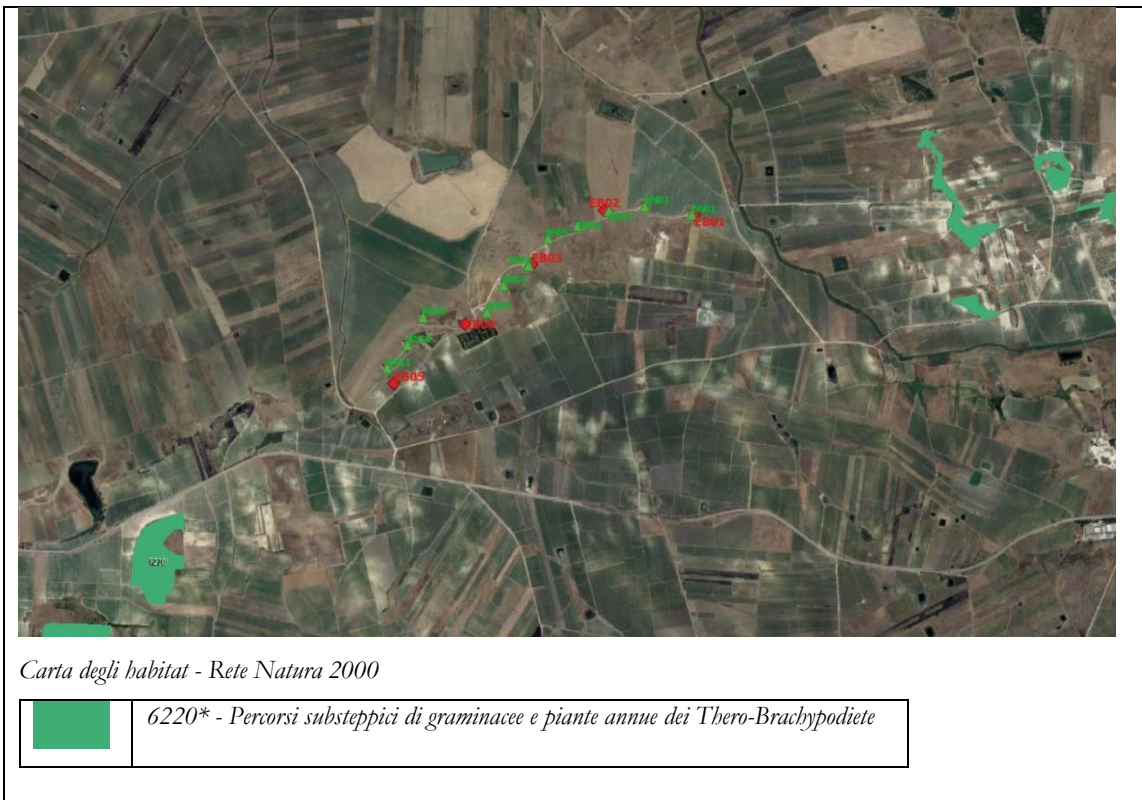 EB02
EB01
EB03
EB05
6220*
Carta degli habitat - Rete Natura 2000
6220* - Percorsi substeppici di graminacee e piante annue dei Thero-Brachypodiete